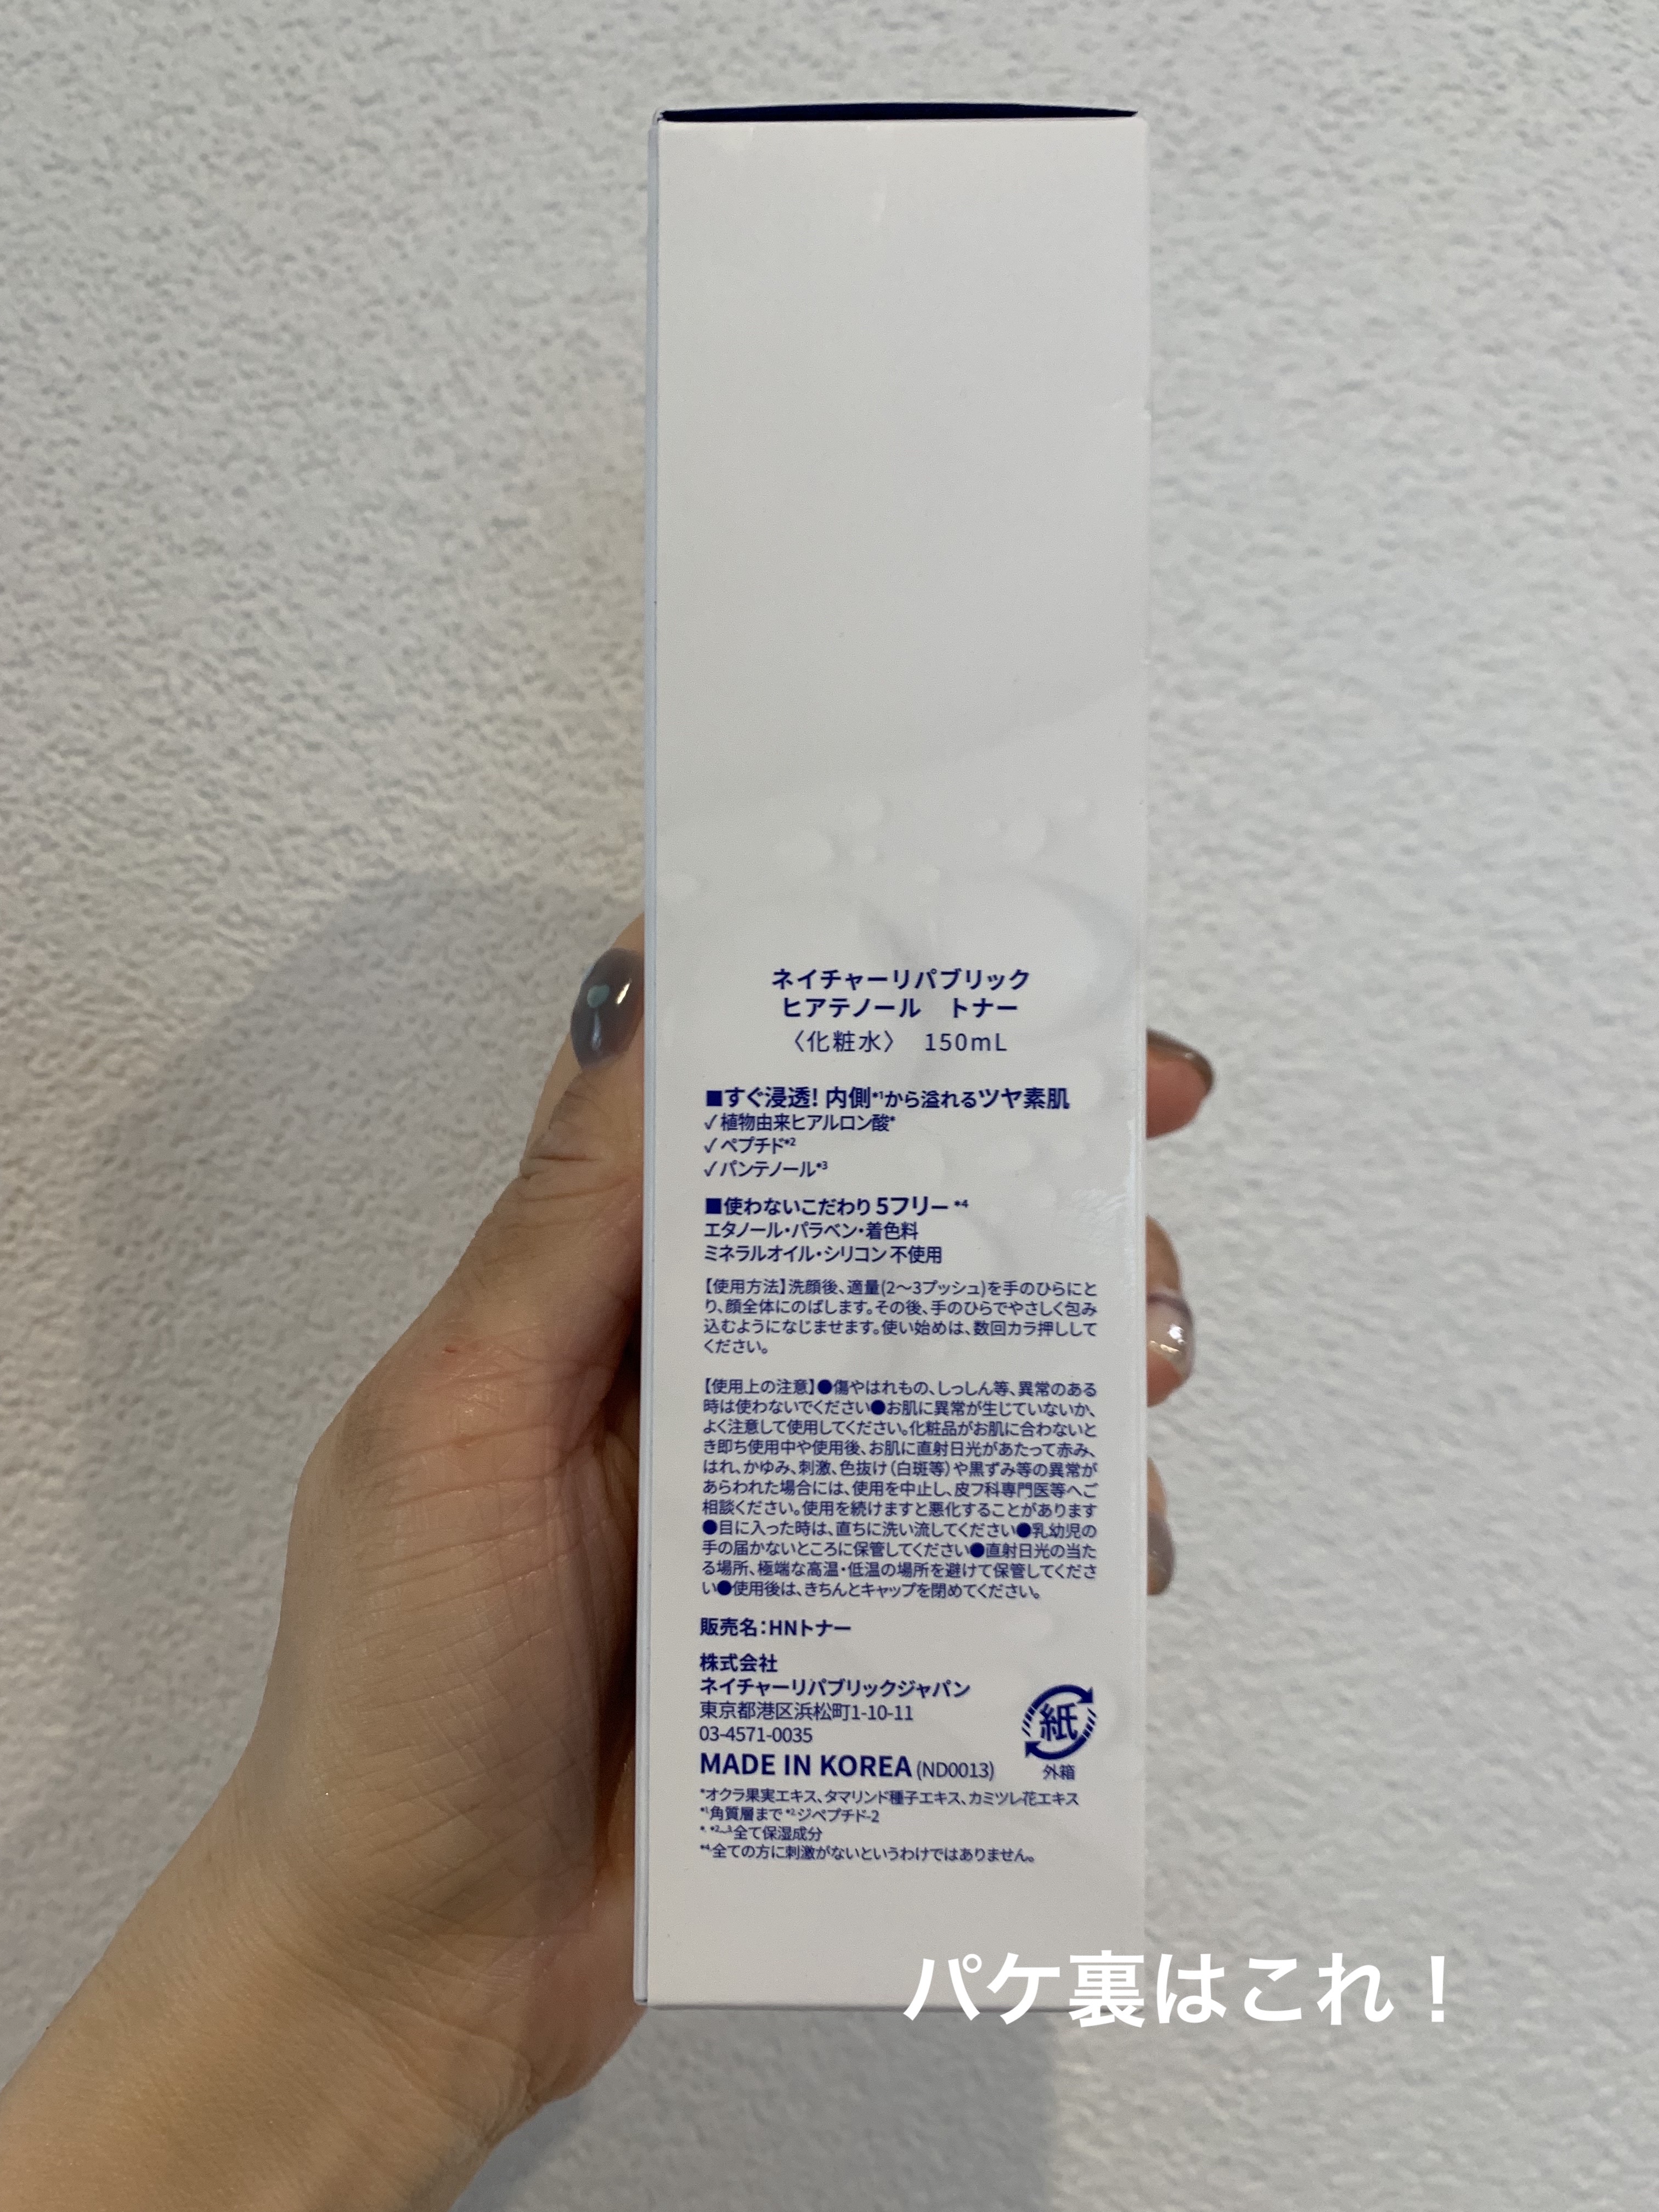 ネイチャーリパブリック
ヒアテノール　トナー
〈化粧水〉 150mL
■すぐ浸透! 内側*1から溢れるツヤ素肌
✓植物由来ヒアルロン酸*
✓ペプチド*2
✓パンテノール*3
■使わないこだわり 5フリー *4
エタノール・パラベン・着色料
ミネラルオイル・シリコン 不使用
【使用方法】洗顔後、適量(2〜3プッシュ)を手のひらにと
り、顔全体にのばします。その後、手のひらでやさしく包み
込むようになじませます。使い始めは、数回カラ押しして
ください。
【使用上の注意】●傷やはれもの、しっしん等、異常のある
時は使わないでください●お肌に異常が生じていないか、
よく注意して使用してください。化粧品がお肌に合わないと
き即ち使用中や使用後、お肌に直射日光があたって赤み、
はれ、かゆみ、刺激、色抜け(白斑等)や黒ずみ等の異常が
あらわれた場合には、使用を中止し、皮フ科専門医等へご
相談ください。使用を続けますと悪化することがあります
●目に入った時は、直ちに洗い流してください●乳幼児の
手の届かないところに保管してください●直射日光の当た
る場所、極端な高温・低温の場所を避けて保管してくださ
い●使用後は、きちんとキャップを閉めてください。
販売名:HNトナー
株式会社
ネイチャーリパブリックジャパン
東京都港区浜松町1-10-11
03-4571-0035
MADE IN KOREA (ND0013)
紙
外箱
*オクラ果実エキス、タマリンド種子エキス、カミツレ花エキス
*1角質層まで *2ジペプチド-2
*, *2~3全て保湿成分
*4全ての方に刺激がないというわけではありません。
パケ裏はこれ！